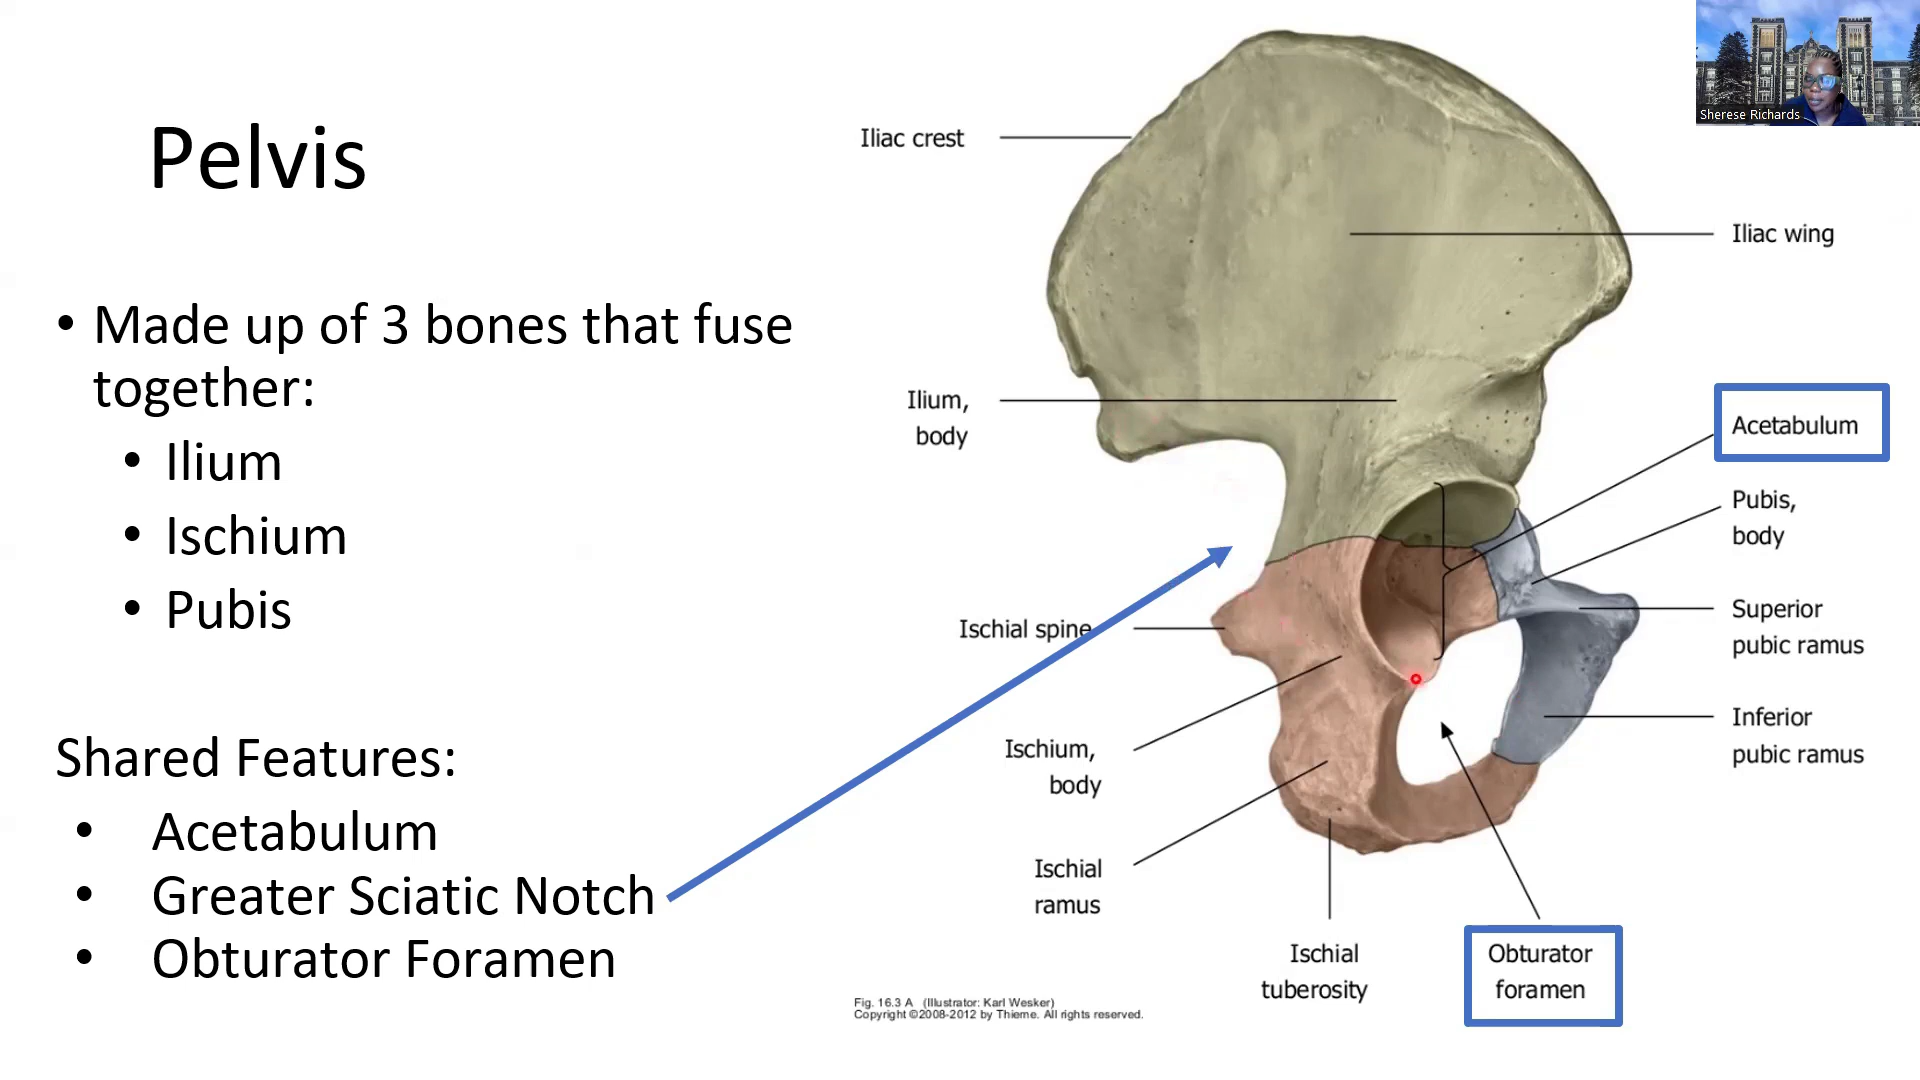 Pelvis
• Made up of 3 bones that fuse
together:
• Ilium
• Ischium
• Pubis
Shared Features:
• Acetabulum
• Greater Sciatic Notch
• Obturator Foramen
Iliac crest
Iliac wing
Ilium,
body
Acetabulum
Pubis,
body
Ischial spine
Superior
pubic ramus
Ischium,
body
Inferior
pubic ramus
Ischial
ramus
Ischial
tuberosity
Obturator
foramen
Fig. 16.3 A (Illustrator: Karl Wesker)
Copyright ©2008-2012 by Thieme. All rights reserved.
Sherese Richards